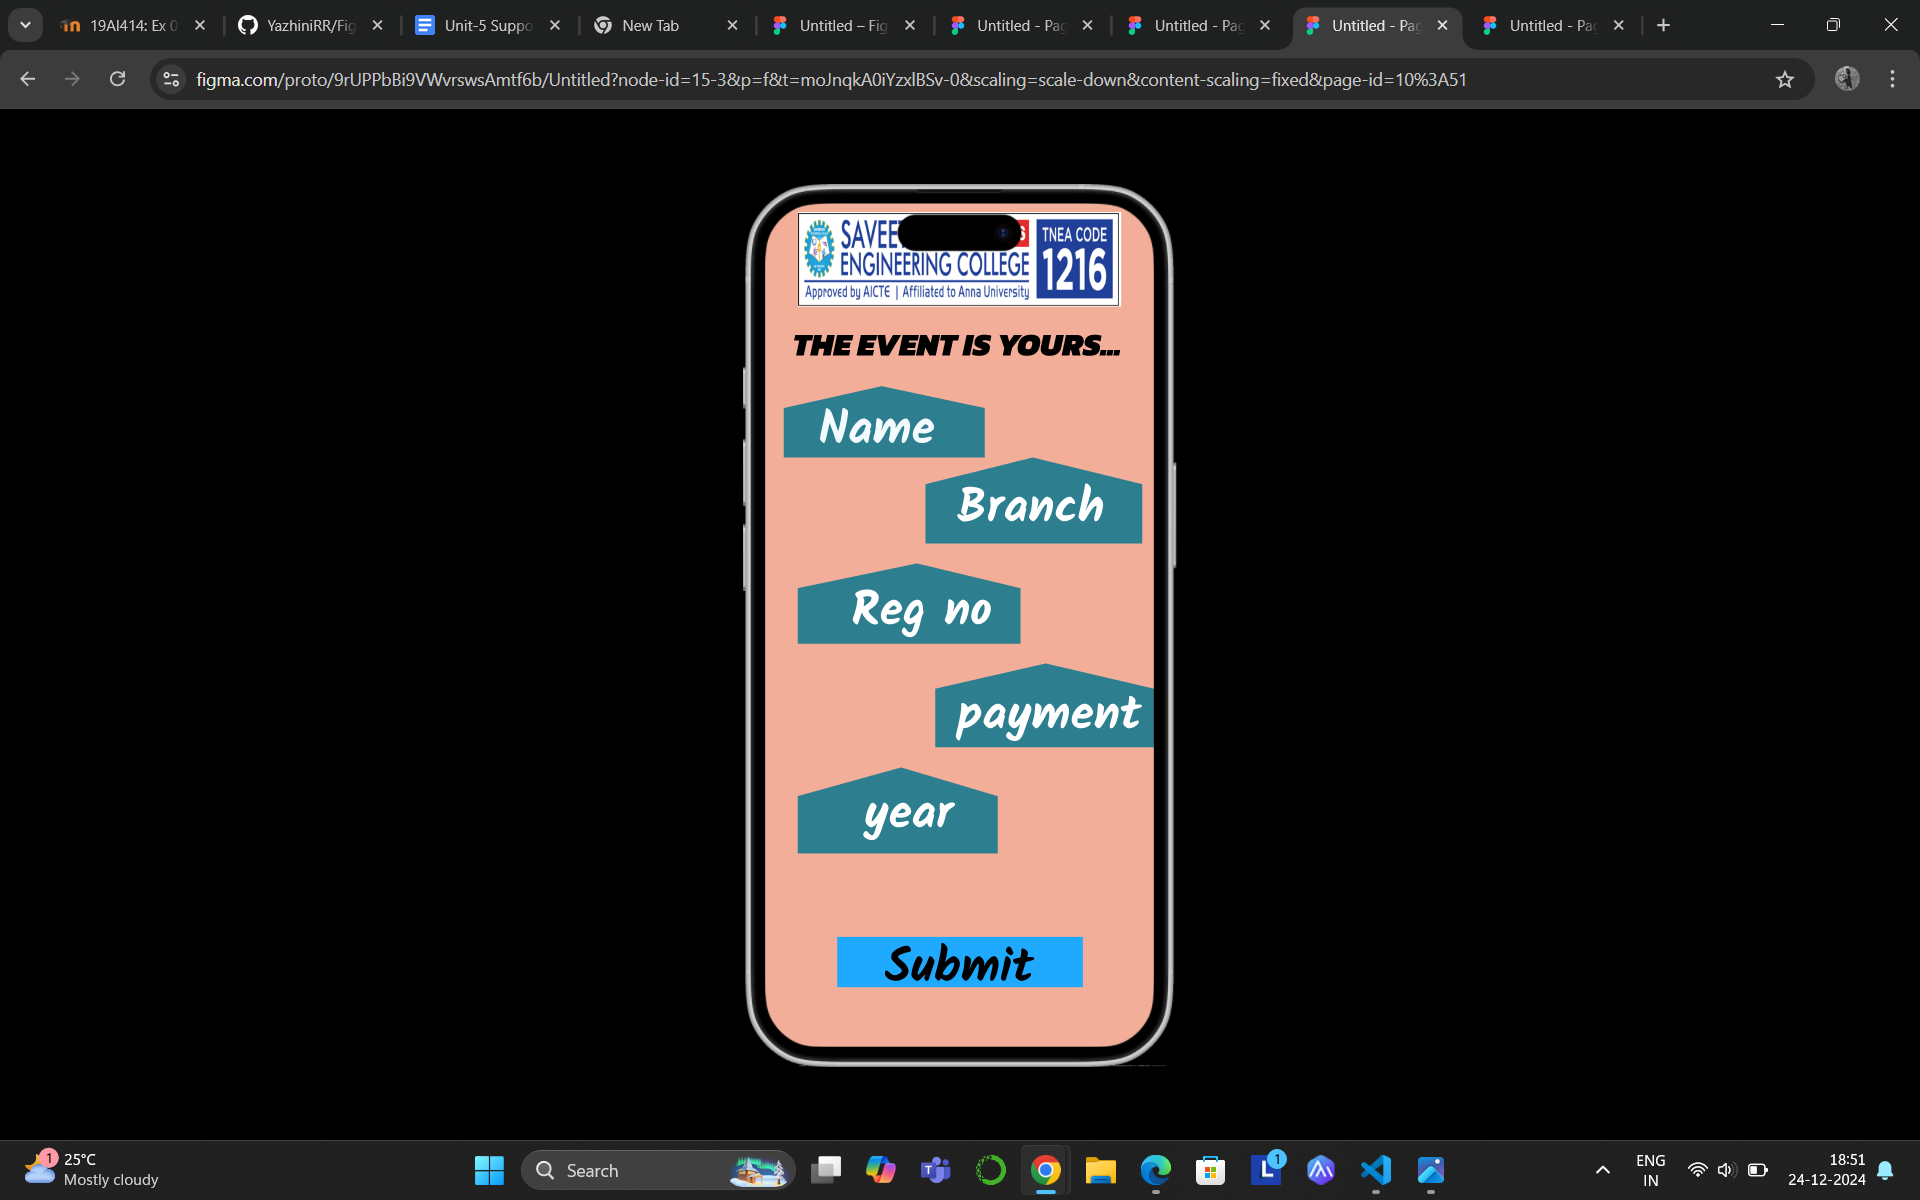 19AI414: Ex 0
YazhiniRR/Fig
Unit-5 Suppo
New Tab
Untitled – Fig
Untitled - Pag
Untitled - Pag
Untitled - Pag
Untitled - Pag
figma.com/proto/9rUPPbBi9VWvrswsAmtf6b/Untitled?node-id=15-3&p=f&t=moJnqkA0iYzxlBSv-0&scaling=scale-down&content-scaling=fixed&page-id=10%3A51
ENGINEERING COLLEGE
Approved by AICTE | Affiliated to Anna University
TNEA CODE
1216
THE EVENT IS YOURS...
Name
Branch
Reg no
payment
year
Submit
1
25°C
Mostly cloudy
Search
1
ENG
IN
18:51
24-12-2024